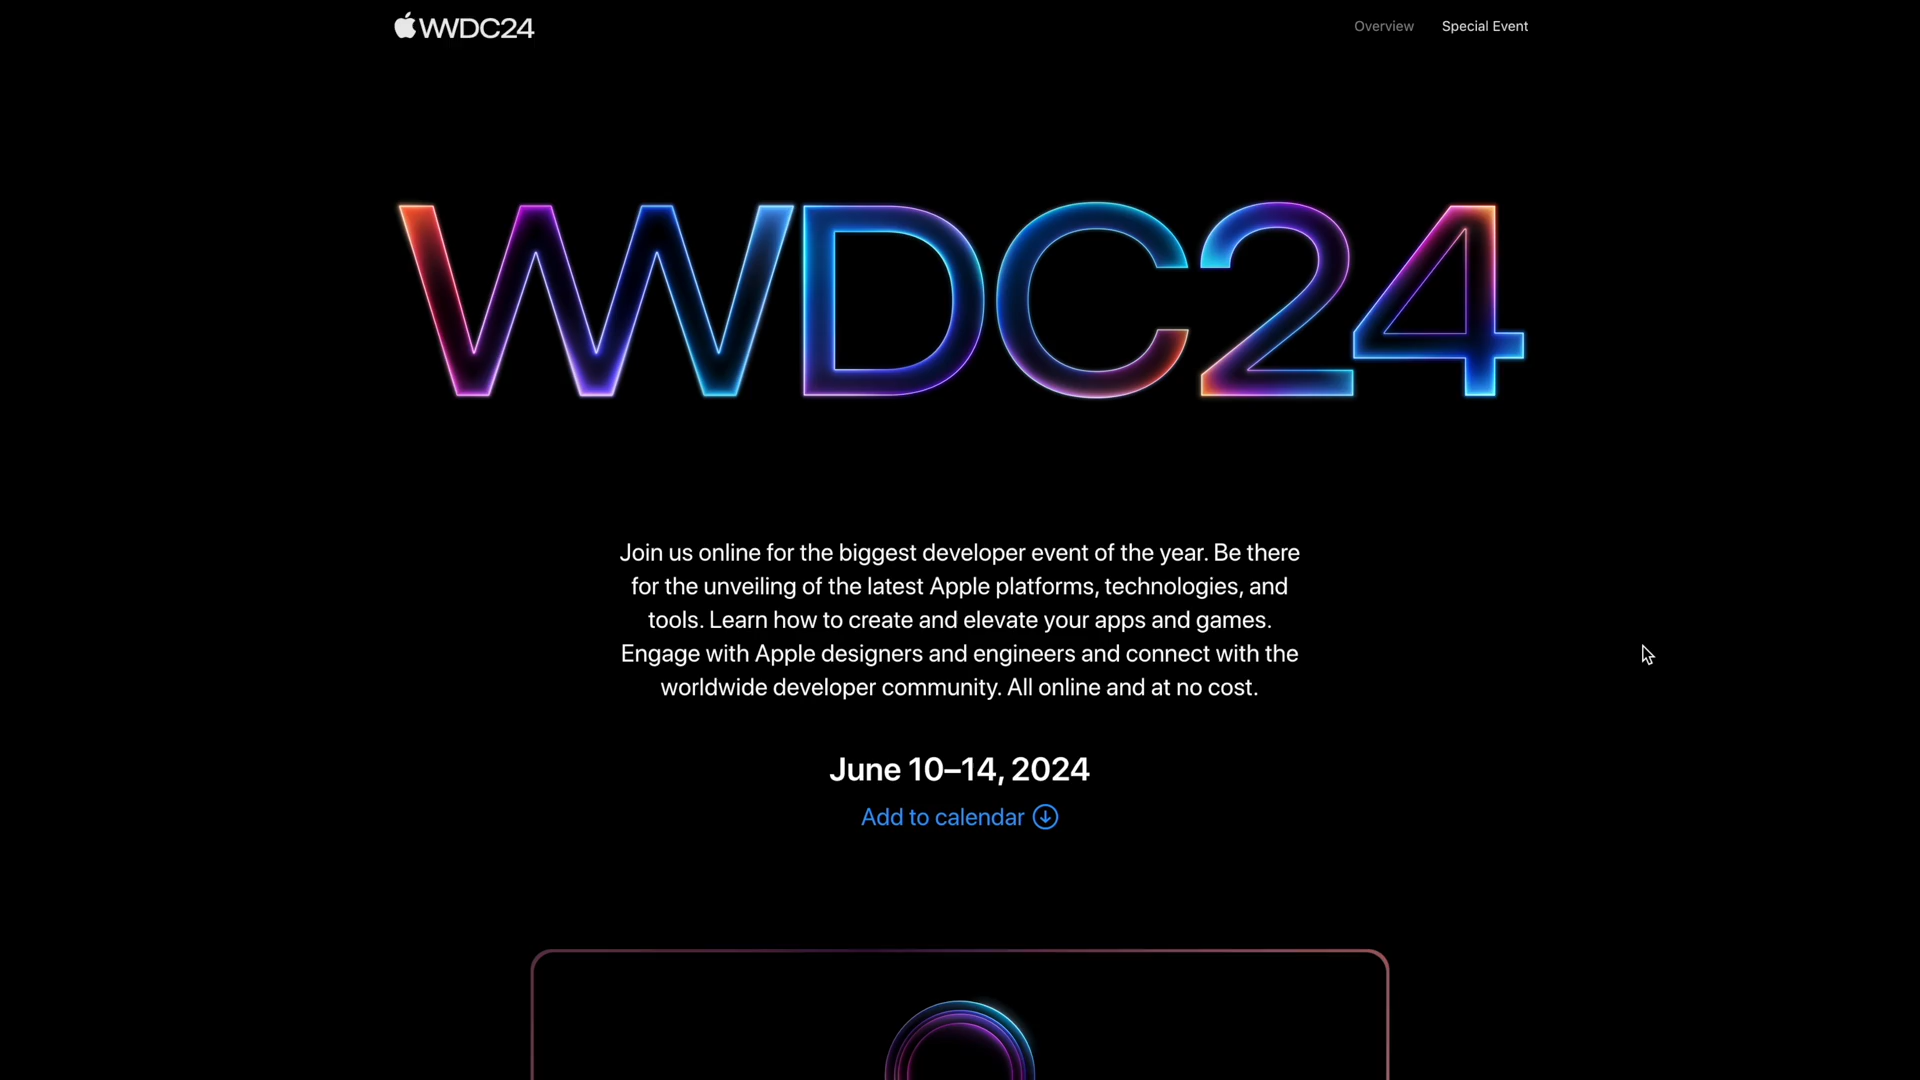 WWDC24
Overview
Special Event
WWDC24
Join us online for the biggest developer event of the year. Be there
for the unveiling of the latest Apple platforms, technologies, and
tools. Learn how to create and elevate your apps and games.
Engage with Apple designers and engineers and connect with the
worldwide developer community. All online and at no cost.
June 10–14, 2024
Add to calendar